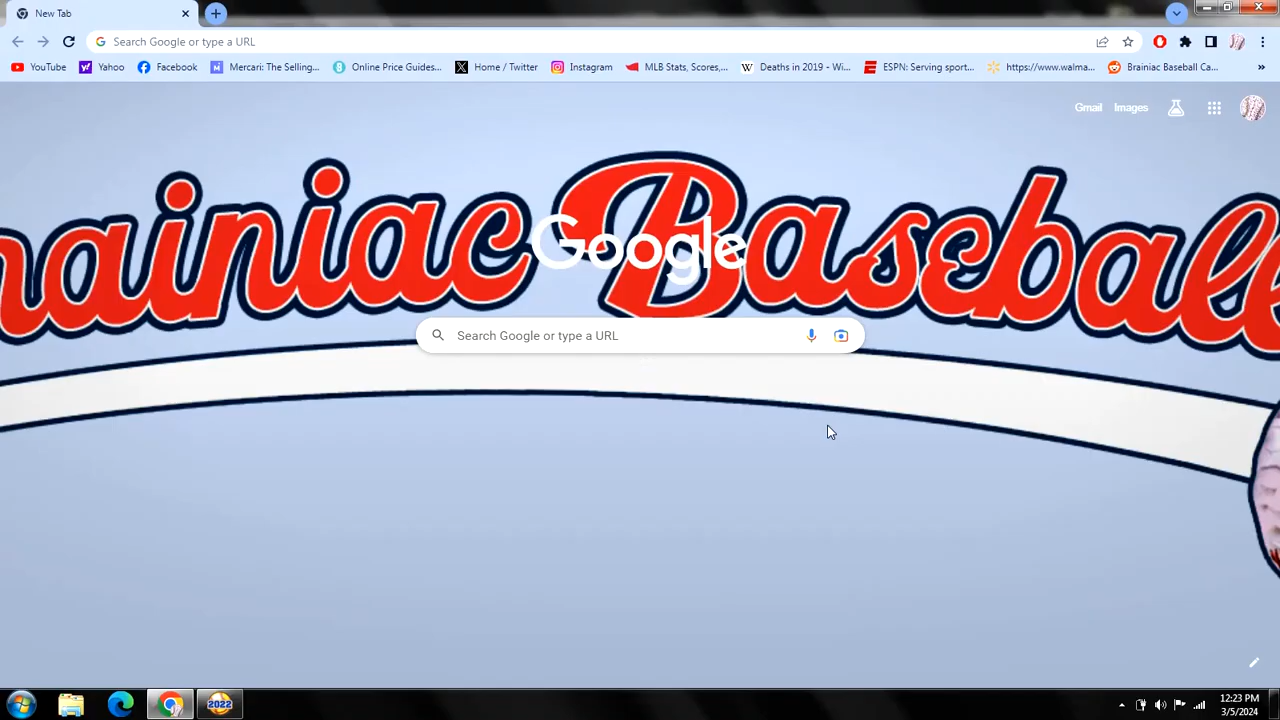 New Tab
Search Google or type a URL
YouTube Yahoo Facebook Mercari: The Selling... Online Price Guides... Home / Twitter Instagram MLB Stats, Scores,... Deaths in 2019 - Wi... ESPN: Serving sport... https://www.walma... Brainiac Baseball Ca... »
Gmail Images
ainiac Baseball
Google
Search Google or type a URL
2022
12:23 PM
3/5/2024